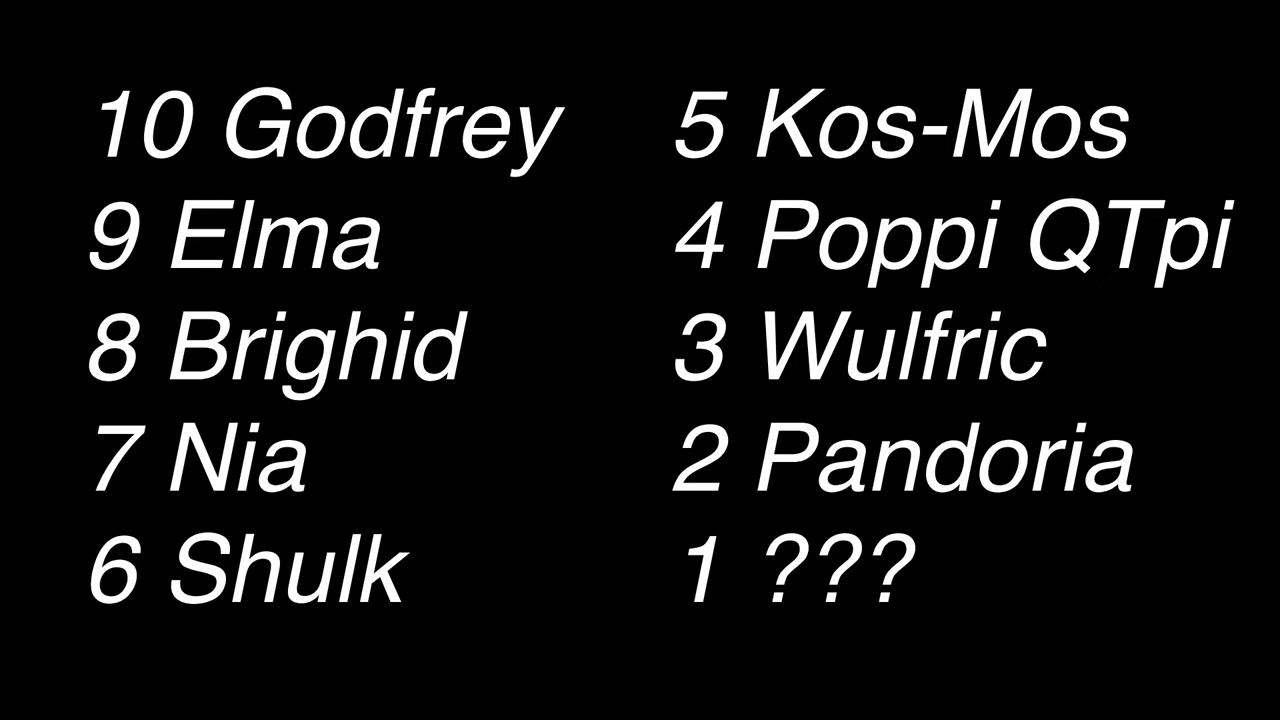 10 Godfrey
9 Elma
8 Brighid
7 Nia
6 Shulk
5 Kos-Mos
4 Poppi QTpi
3 Wulfric
2 Pandoria
1 ???